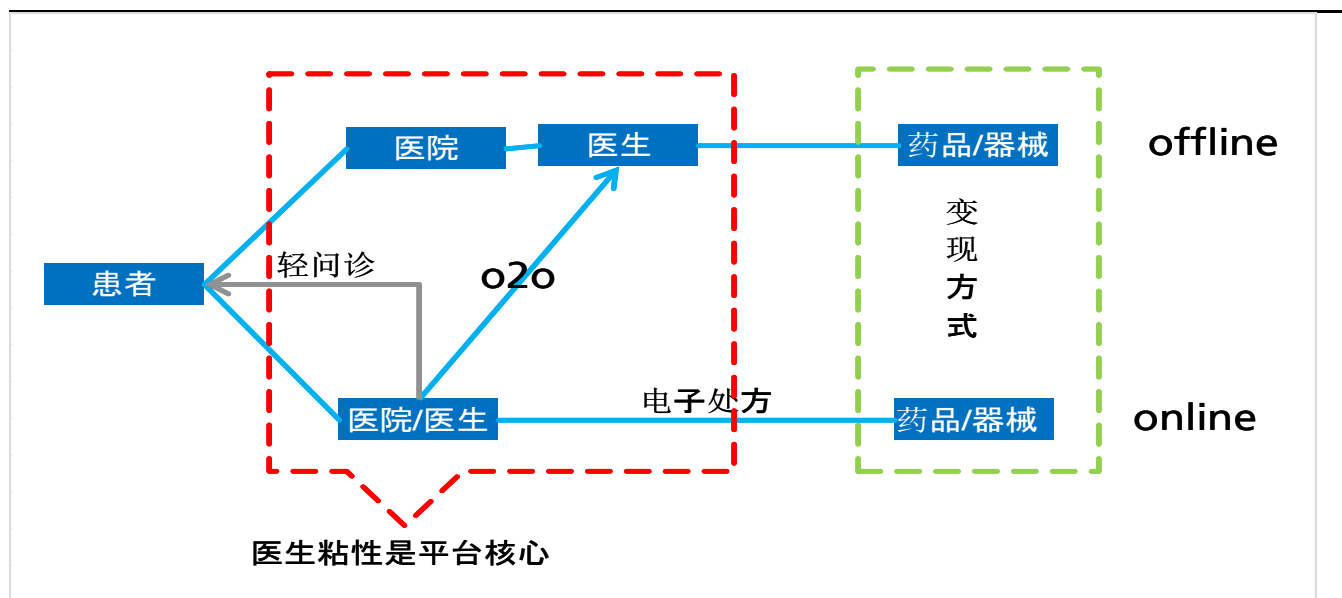 医院
医生
药品/器械
offline
变
现
方
式
轻问诊
o2o
患者
电子处方
医院/医生
药品/器械
online
医生粘性是平台核心